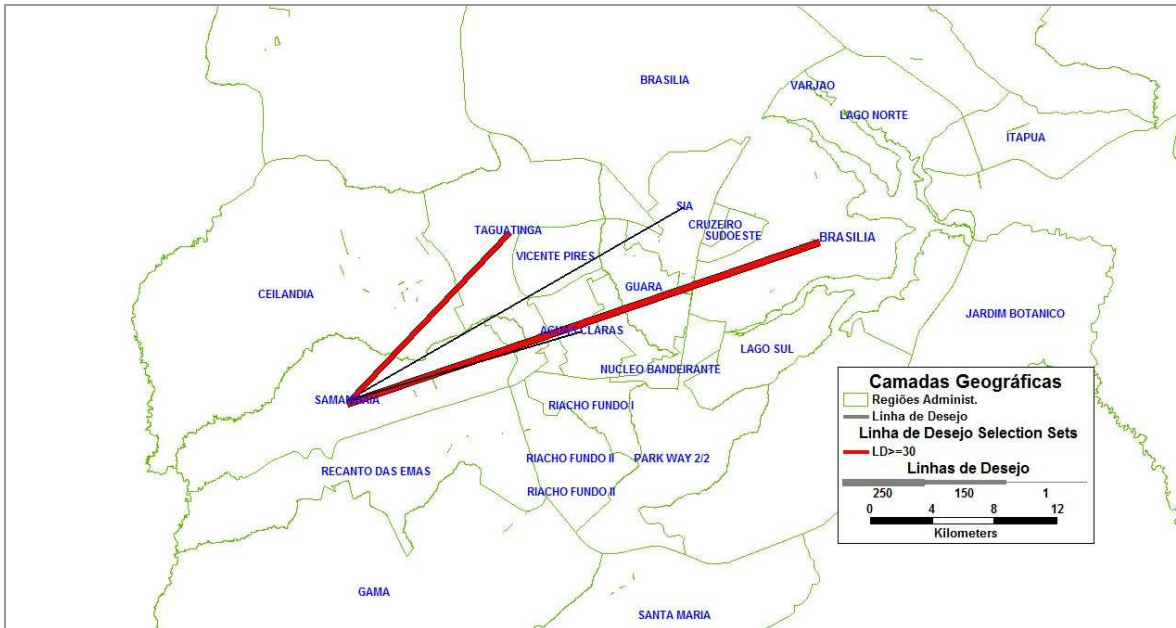 BRASILIA
VARJAO
LAGO NORTE
ITAPUA
SIA
CRUZEIRO
SUDOESTE
BRASILIA
TAGUATINGA
VICENTE PIRES
GUARA
CEILANDIA
JARDIM BOTANICO
AGUAS CLARAS
LAGO SUL
NUCLEO BANDEIRANTE
SAMAMBAIA
RIACHO FUNDO I
RIACHO FUNDO II
PARK WAY 2/2
RECANTO DAS EMAS
RIACHO FUNDO II
GAMA
SANTA MARIA
Camadas Geográficas
Regiões Administ.
Linha de Desejo
Linha de Desejo Selection Sets
LD>=30
Linhas de Desejo
250 150 1
0 4 8 12
Kilometers